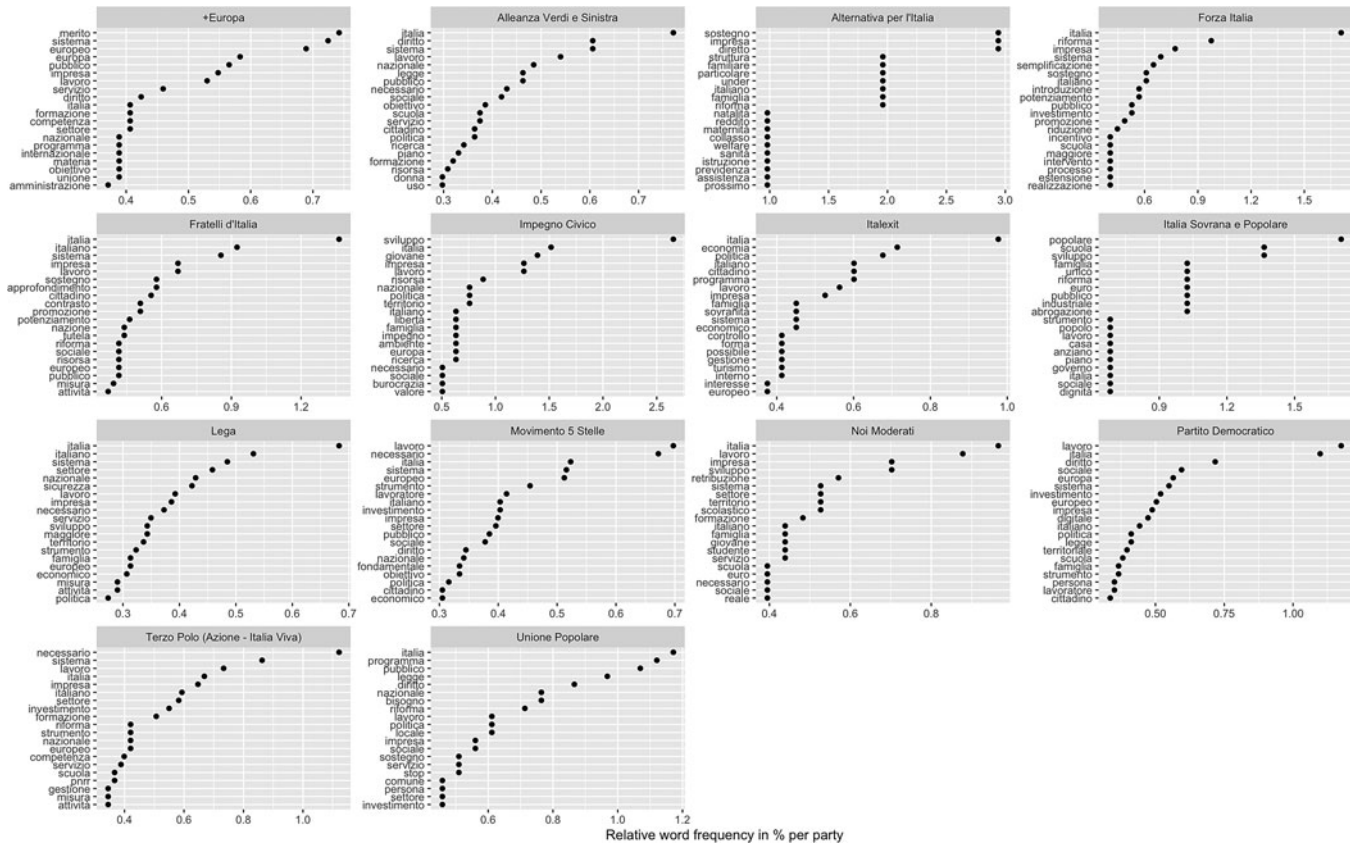 +Europa
merito
sistema
europeo
europa
pubblico
impresa
lavoro
servizio
diritto
italia
formazione
competenza
settore
nazionale
programma
internazionale
materia
obiettivo
unione
amministrazione
0.4 0.5 0.6 0.7
Alleanza Verdi e Sinistra
italia
diritto
sistema
lavoro
nazionale
legge
pubblico
necessario
sociale
obiettivo
scuola
servizio
cittadino
politica
ricerca
piano
formazione
risorsa
donna
uso
0.3 0.4 0.5 0.6 0.7
Alternativa per l'Italia
sostegno
impresa
diretto
struttura
familiare
particolare
under
italiano
famiglia
riforma
natalità
reddito
maternità
collasso
welfare
sanità
istruzione
previdenza
assistenza
prossimo
1.0 1.5 2.0 2.5 3.0
Forza Italia
italia
riforma
impresa
sistema
semplificazione
sostegno
italiano
introduzione
potenziamento
pubblico
investimento
promozione
riduzione
incentivo
scuola
maggiore
intervento
processo
estensione
realizzazione
0.6 0.9 1.2 1.5
Fratelli d'Italia
italia
italiano
sistema
impresa
lavoro
sostegno
approfondimento
cittadino
contrasto
promozione
potenziamento
nazione
tutela
riforma
sociale
risorsa
europeo
pubblico
misura
attività
0.6 0.9 1.2
Impegno Civico
sviluppo
italia
giovane
impresa
lavoro
risorsa
nazionale
politica
territorio
italiano
libertà
famiglia
impegno
ambiente
europa
ricerca
necessario
sociale
burocrazia
valore
0.5 1.0 1.5 2.0 2.5
Italexit
italia
economia
politica
italiano
cittadino
programma
lavoro
impresa
famiglia
sovranità
sistema
economico
controllo
forma
possibile
gestione
turismo
interno
interesse
europeo
0.4 0.6 0.8 1.0
Italia Sovrana e Popolare
popolare
scuola
sviluppo
famiglia
unico
riforma
euro
pubblico
industriale
abrogazione
strumento
popolo
lavoro
casa
anziano
piano
governo
italia
sociale
dignità
0.9 1.2 1.5
Lega
italia
italiano
sistema
settore
nazionale
sicurezza
lavoro
impresa
necessario
servizio
sviluppo
maggiore
territorio
strumento
famiglia
europeo
economico
misura
attività
politica
0.3 0.4 0.5 0.6 0.7
Movimento 5 Stelle
lavoro
necessario
italia
sistema
europeo
strumento
lavoratore
italiano
investimento
impresa
settore
pubblico
sociale
diritto
nazionale
fondamentale
obiettivo
politica
cittadino
economico
0.3 0.4 0.5 0.6 0.7
Noi Moderati
italia
lavoro
impresa
sviluppo
retribuzione
sistema
settore
territorio
scolastico
formazione
italiano
famiglia
giovane
studente
servizio
scuola
euro
necessario
sociale
reale
0.4 0.6 0.8
Partito Democratico
lavoro
italia
diritto
sociale
europa
sistema
investimento
europeo
impresa
digitale
italiano
politica
legge
territoriale
scuola
famiglia
strumento
persona
lavoratore
cittadino
0.50 0.75 1.00
Terzo Polo (Azione - Italia Viva)
necessario
sistema
lavoro
italia
impresa
italiano
settore
investimento
formazione
riforma
strumento
nazionale
europeo
competenza
servizio
scuola
pnrr
gestione
misura
attività
0.4 0.6 0.8 1.0
Unione Popolare
italia
programma
pubblico
legge
diritto
nazionale
bisogno
riforma
lavoro
politica
locale
impresa
sociale
sostegno
servizio
stop
comune
persona
settore
investimento
0.6 0.8 1.0 1.2
Relative word frequency in % per party